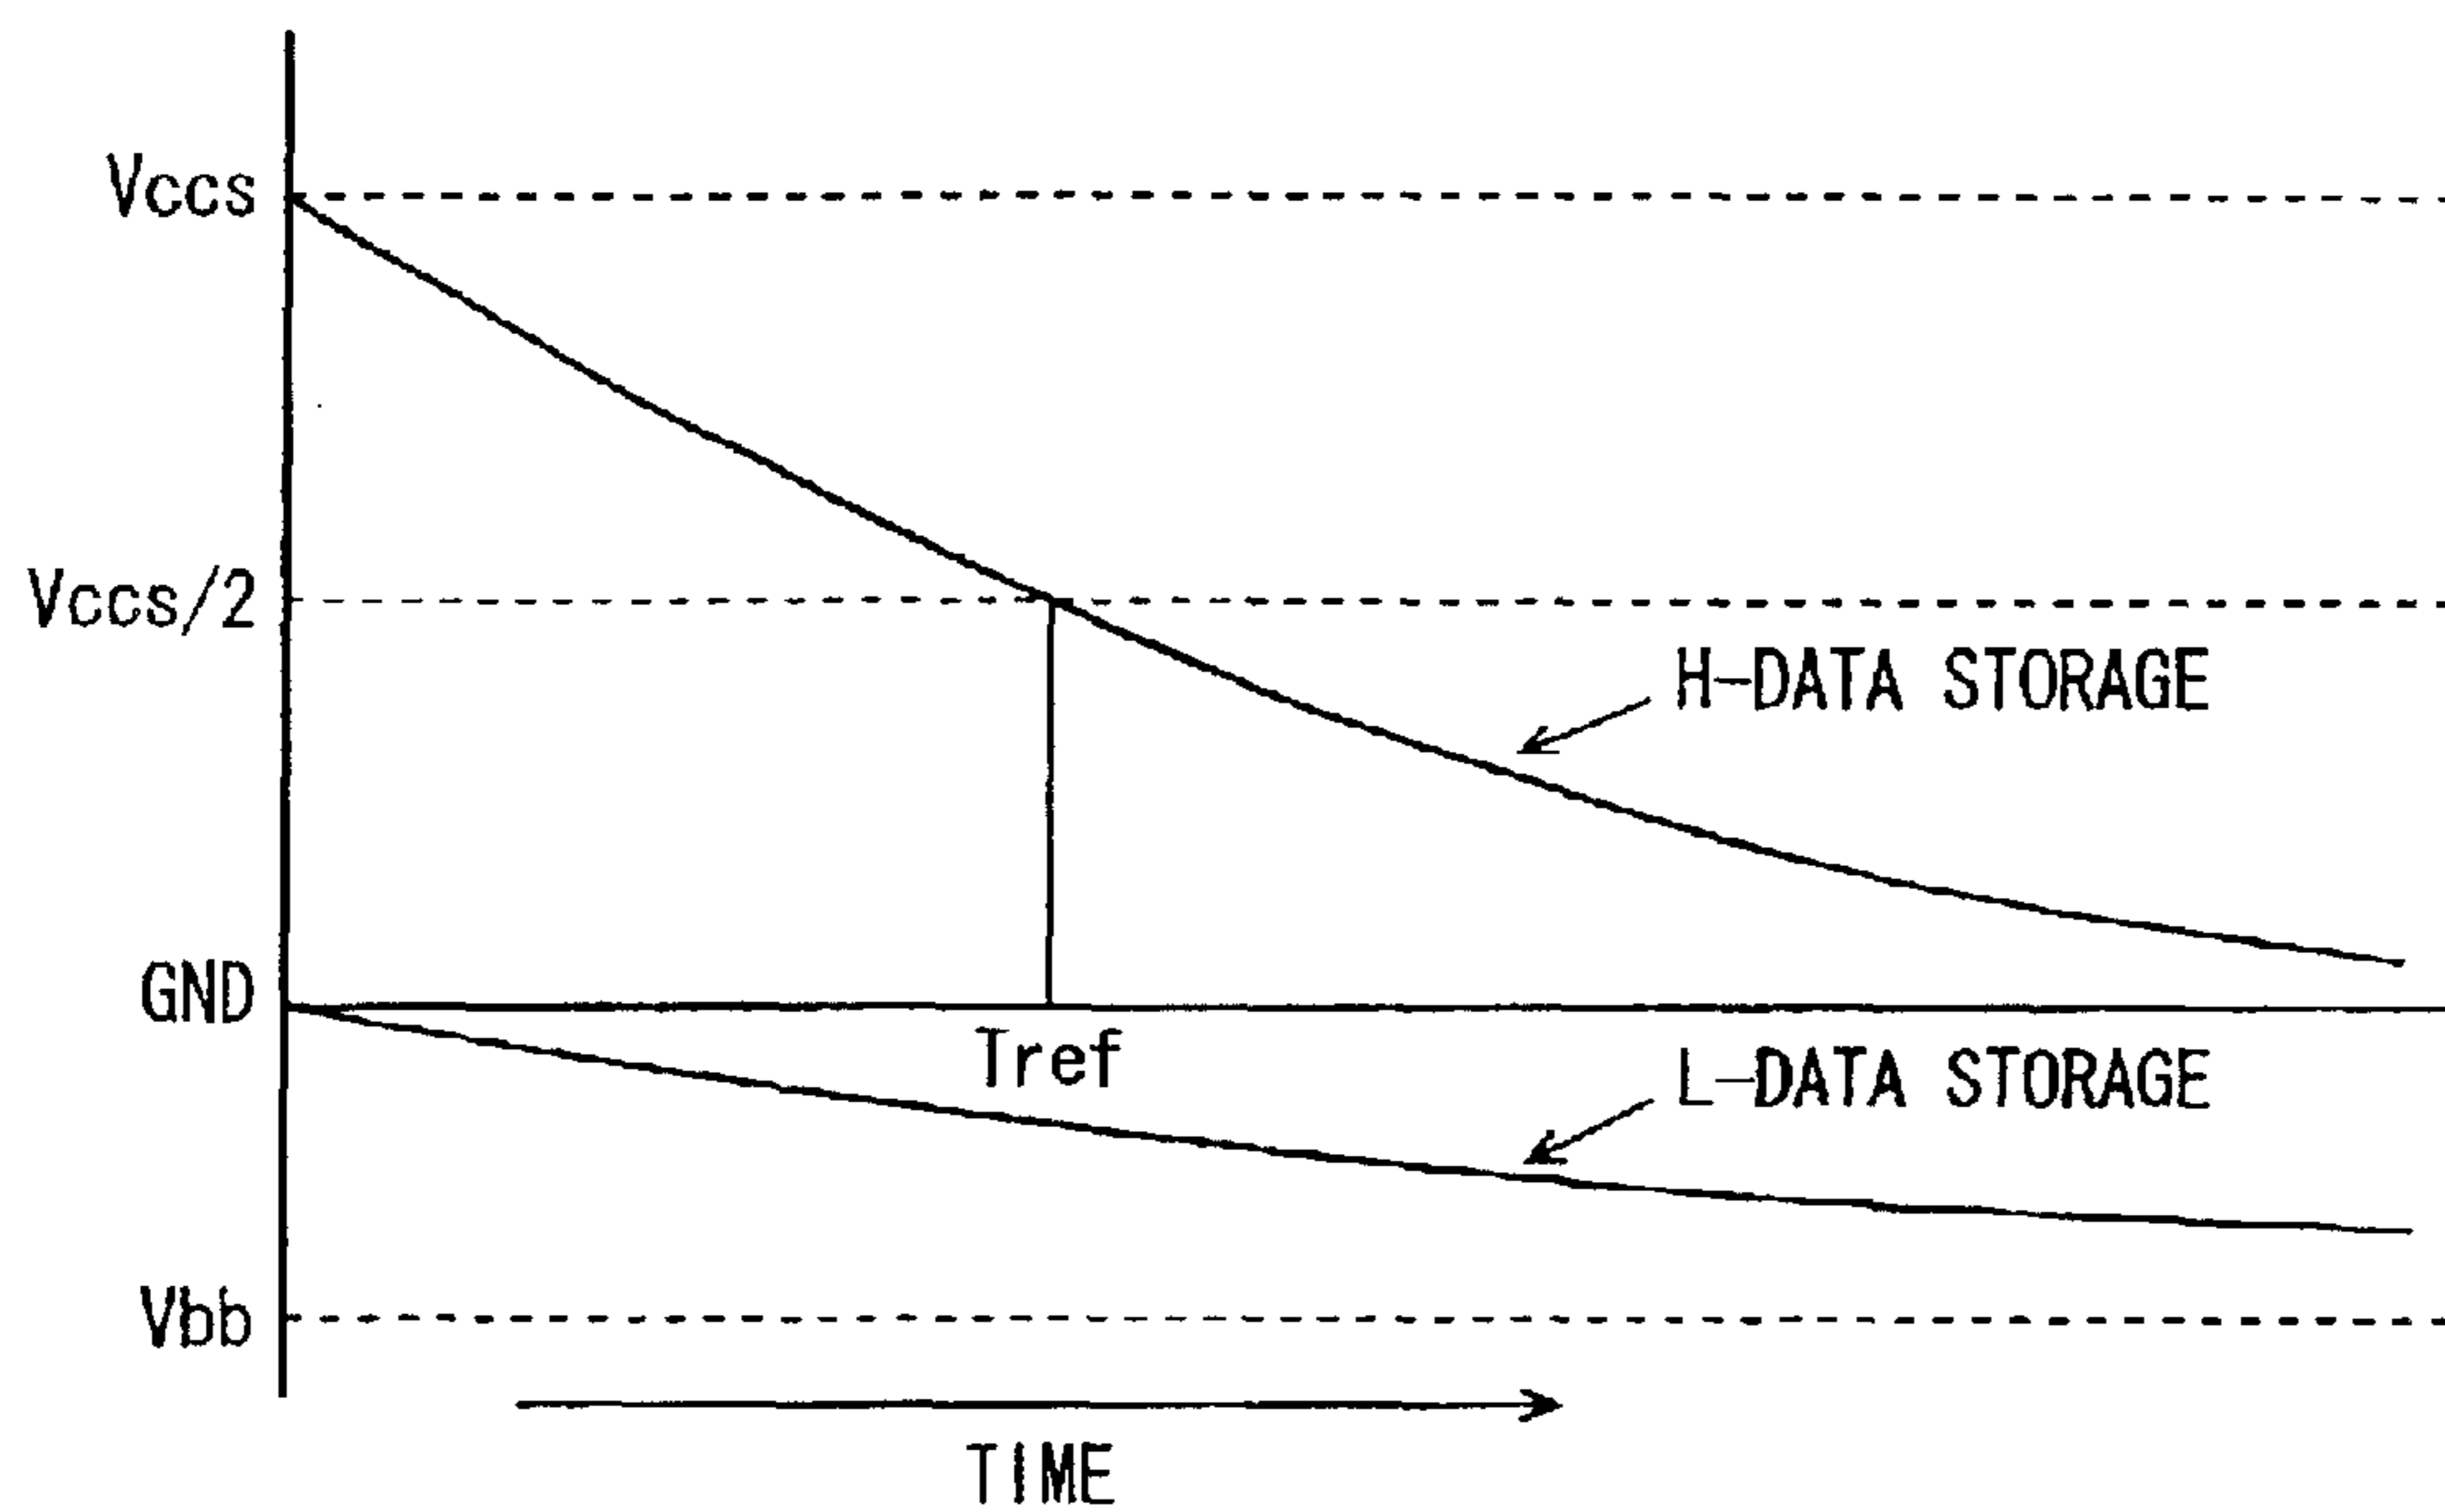 Vccs
Vccs/2
H-DATA STORAGE
GND
Tref
L-DATA STORAGE
Vbb
TIME